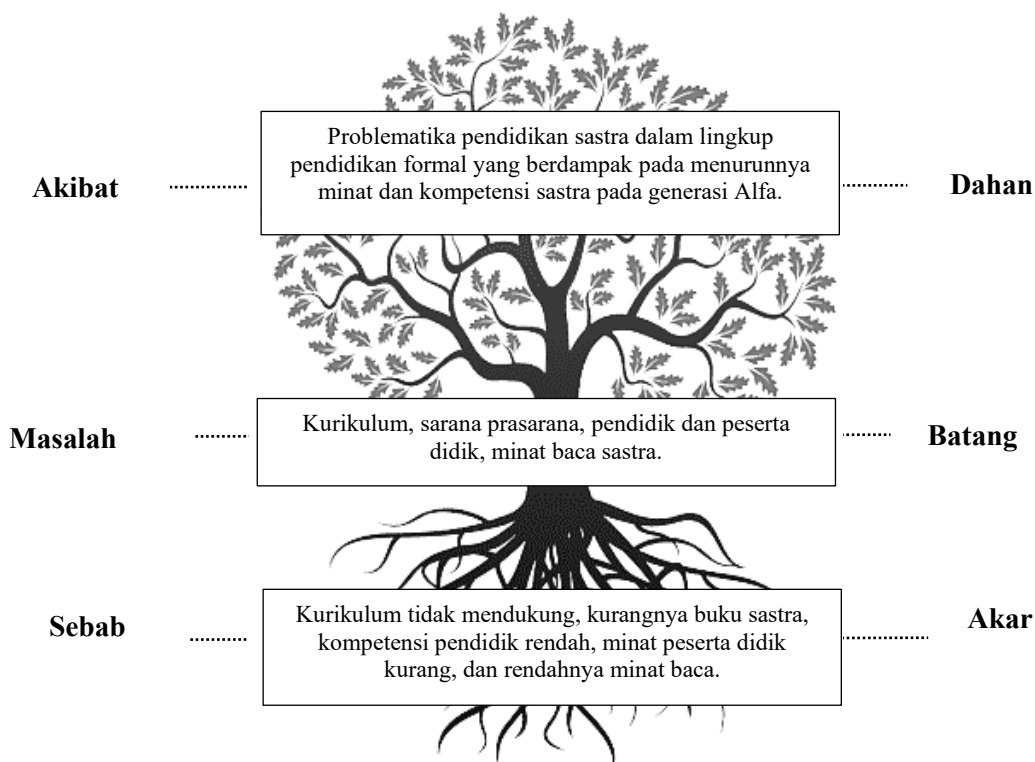 Problematika pendidikan sastra dalam lingkup
pendidikan formal yang berdampak pada menurunnya
minat dan kompetensi sastra pada generasi Alfa.
Akibat
Dahan
Kurikulum, sarana prasarana, pendidik dan peserta
didik, minat baca sastra.
Masalah
Batang
Kurikulum tidak mendukung, kurangnya buku sastra,
kompetensi pendidik rendah, minat peserta didik
kurang, dan rendahnya minat baca.
Sebab
Akar